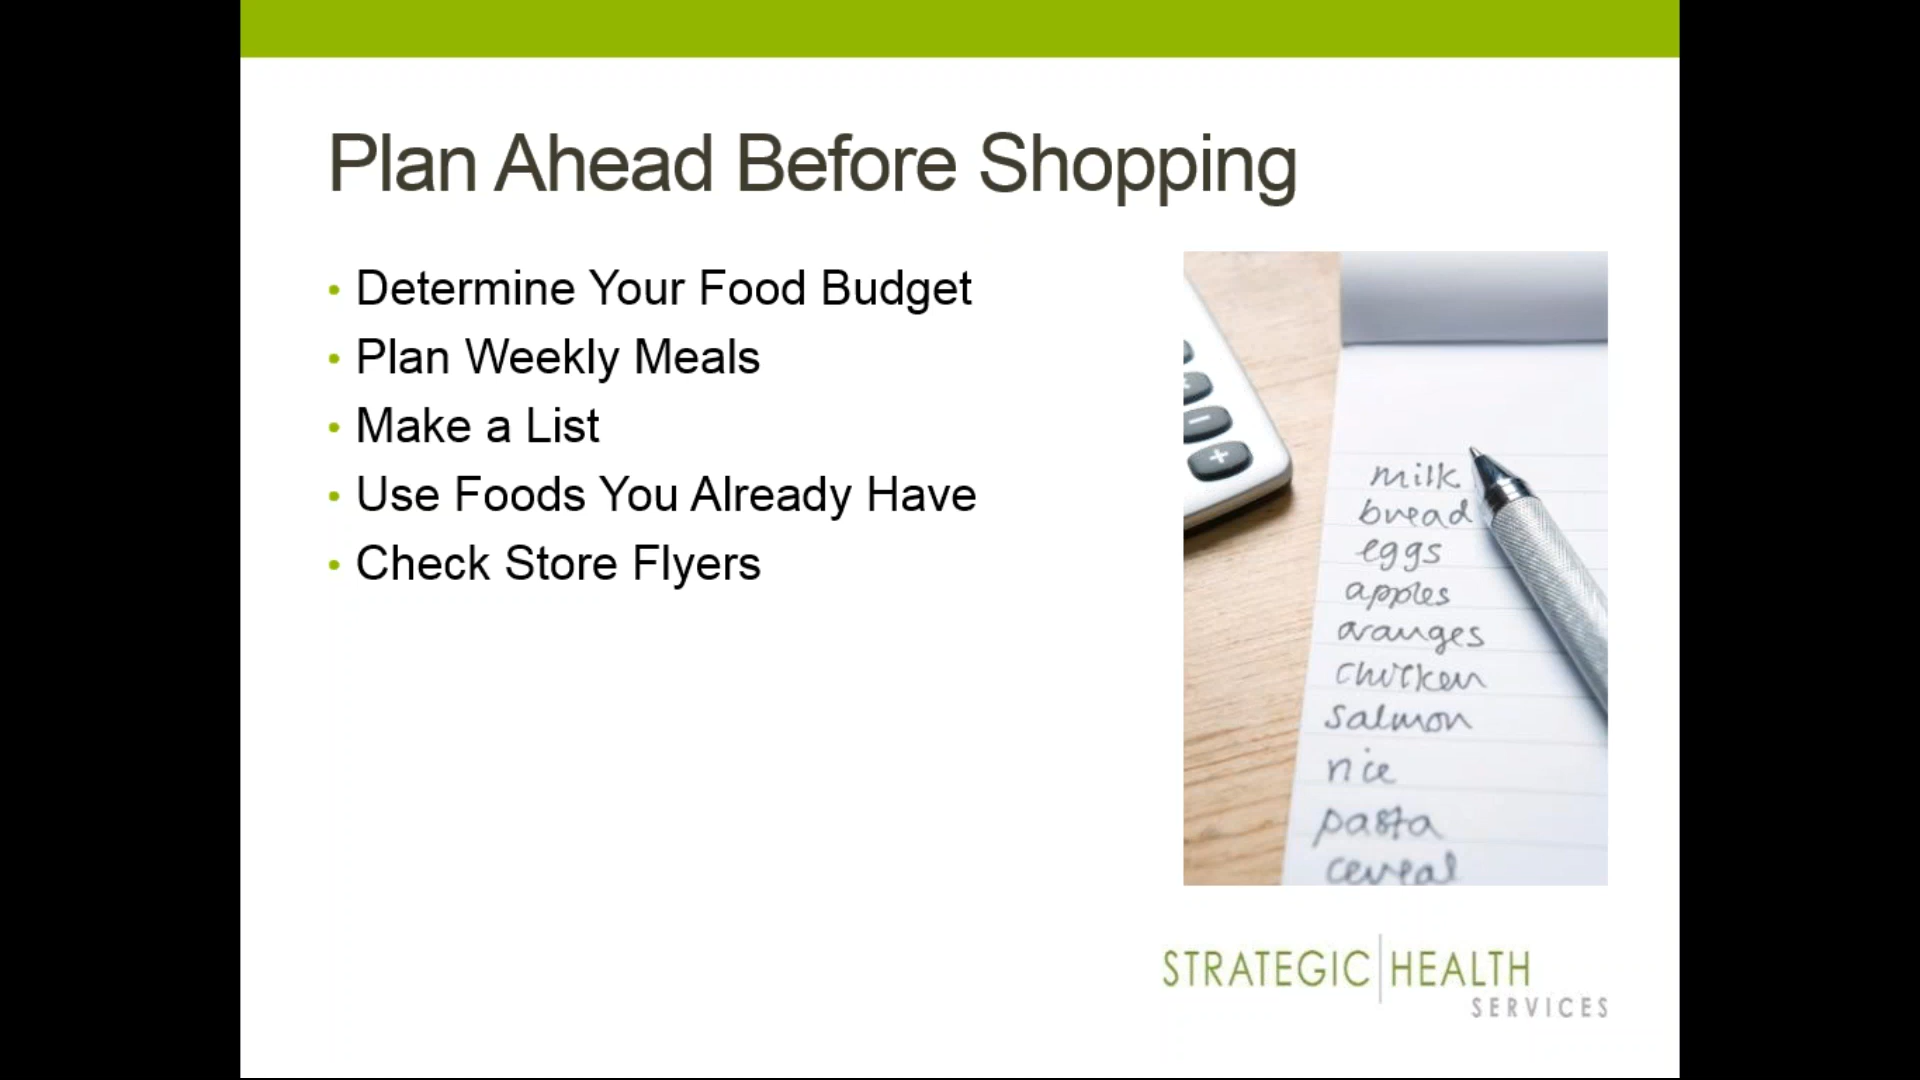 Plan Ahead Before Shopping
• Determine Your Food Budget
• Plan Weekly Meals
• Make a List
• Use Foods You Already Have
• Check Store Flyers
milk
bread
eggs
apples
oranges
chicken
salmon
rice
pasta
cereal
STRATEGIC HEALTH
SERVICES